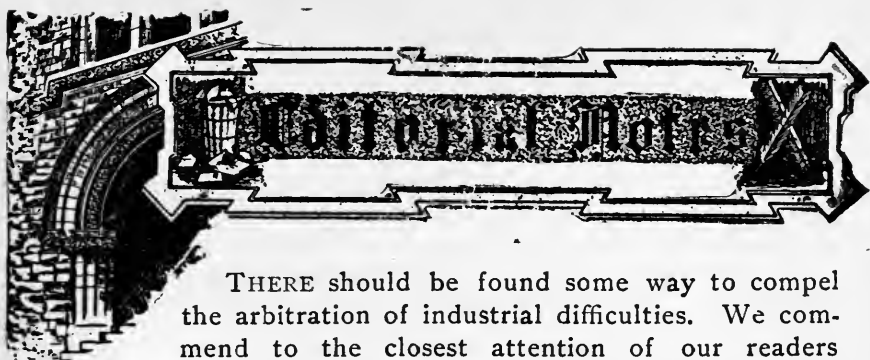 Editorial Notes
THERE should be found some way to compel
the arbitration of industrial difficulties. We com-
mend to the closest attention of our readers